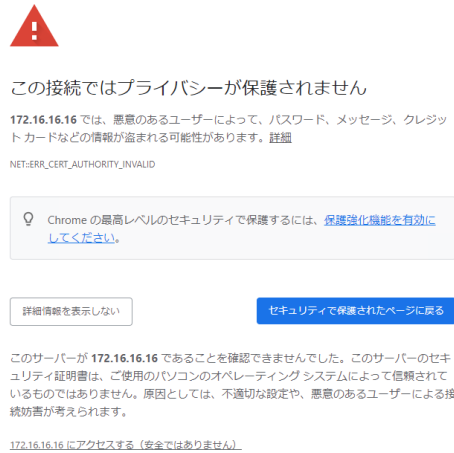 この接続ではプライバシーが保護されません
172.16.16.16 では、悪意のあるユーザーによって、パスワード、メッセージ、クレジッ
ト カードなどの情報が盗まれる可能性があります。詳細
NET::ERR_CERT_AUTHORITY_INVALID
Chrome の最高レベルのセキュリティで保護するには、保護強化機能を有効に
してください。
詳細情報を表示しない
セキュリティで保護されたページに戻る
このサーバーが 172.16.16.16 であることを確認できませんでした。このサーバーのセキ
ュリティ証明書は、ご使用のパソコンのオペレーティング システムによって信頼されて
いるものではありません。原因としては、不適切な設定や、悪意のあるユーザーによる接
続妨害が考えられます。
172.16.16.16 にアクセスする（安全ではありません）